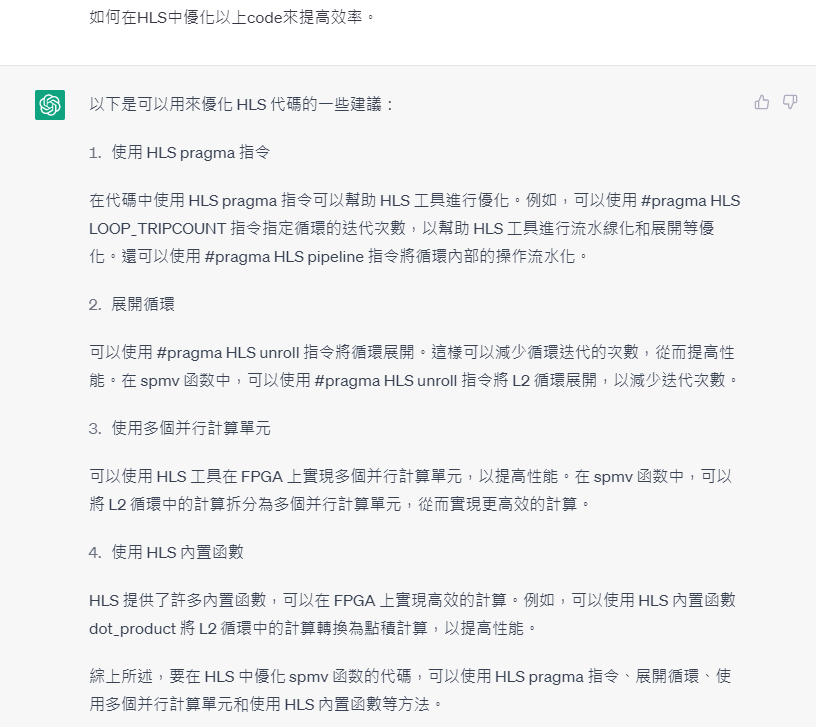 如何在HLS中優化以上code來提高效率。
以下是可以用來優化 HLS 代碼的一些建議：
1. 使用 HLS pragma 指令
在代碼中使用 HLS pragma 指令可以幫助 HLS 工具進行優化。例如，可以使用 #pragma HLS
LOOP_TRIPCOUNT 指令指定循環的迭代次數，以幫助 HLS 工具進行流水線化和展開等優
化。還可以使用 #pragma HLS pipeline 指令將循環內部的操作流水化。
2. 展開循環
可以使用 #pragma HLS unroll 指令將循環展開。這樣可以減少循環迭代的次數，從而提高性
能。在 spmv 函数中，可以使用 #pragma HLS unroll 指令將 L2 循環展開，以減少迭代次數。
3. 使用多個并行計算單元
可以使用 HLS 工具在 FPGA 上實現多個并行計算單元，以提高性能。在 spmv 函数中，可以
將 L2 循環中的計算拆分為多個并行計算單元，從而實現更高效的計算。
4. 使用 HLS 內置函數
HLS 提供了許多內置函數，可以在 FPGA 上實現高效的計算。例如，可以使用 HLS 內置函數
dot_product 將 L2 循環中的計算轉換為點積計算，以提高性能。
綜上所述，要在 HLS 中優化 spmv 函数的代碼，可以使用 HLS pragma 指令、展開循環、使
用多個并行計算單元和使用 HLS 內置函數等方法。